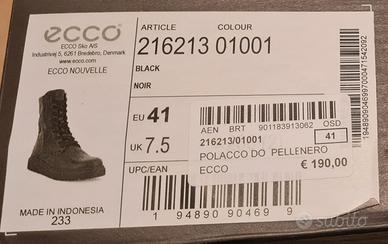 ecco
ECCO Sko A/S
Industrivej 5, 6261 Bredebro, Denmark
www.ecco.com
ECCO NOUVELLE
MADE IN INDONESIA
233
ARTICLE COLOUR
216213 01001
BLACK
NOIR
EU 41
UK 7.5
UPC/EAN
1 94890 90469 9
AEN BRT 901183913062 OSD
216213/01001 41
POLACCO DO PELLENERO
ECCO € 190,00
subito